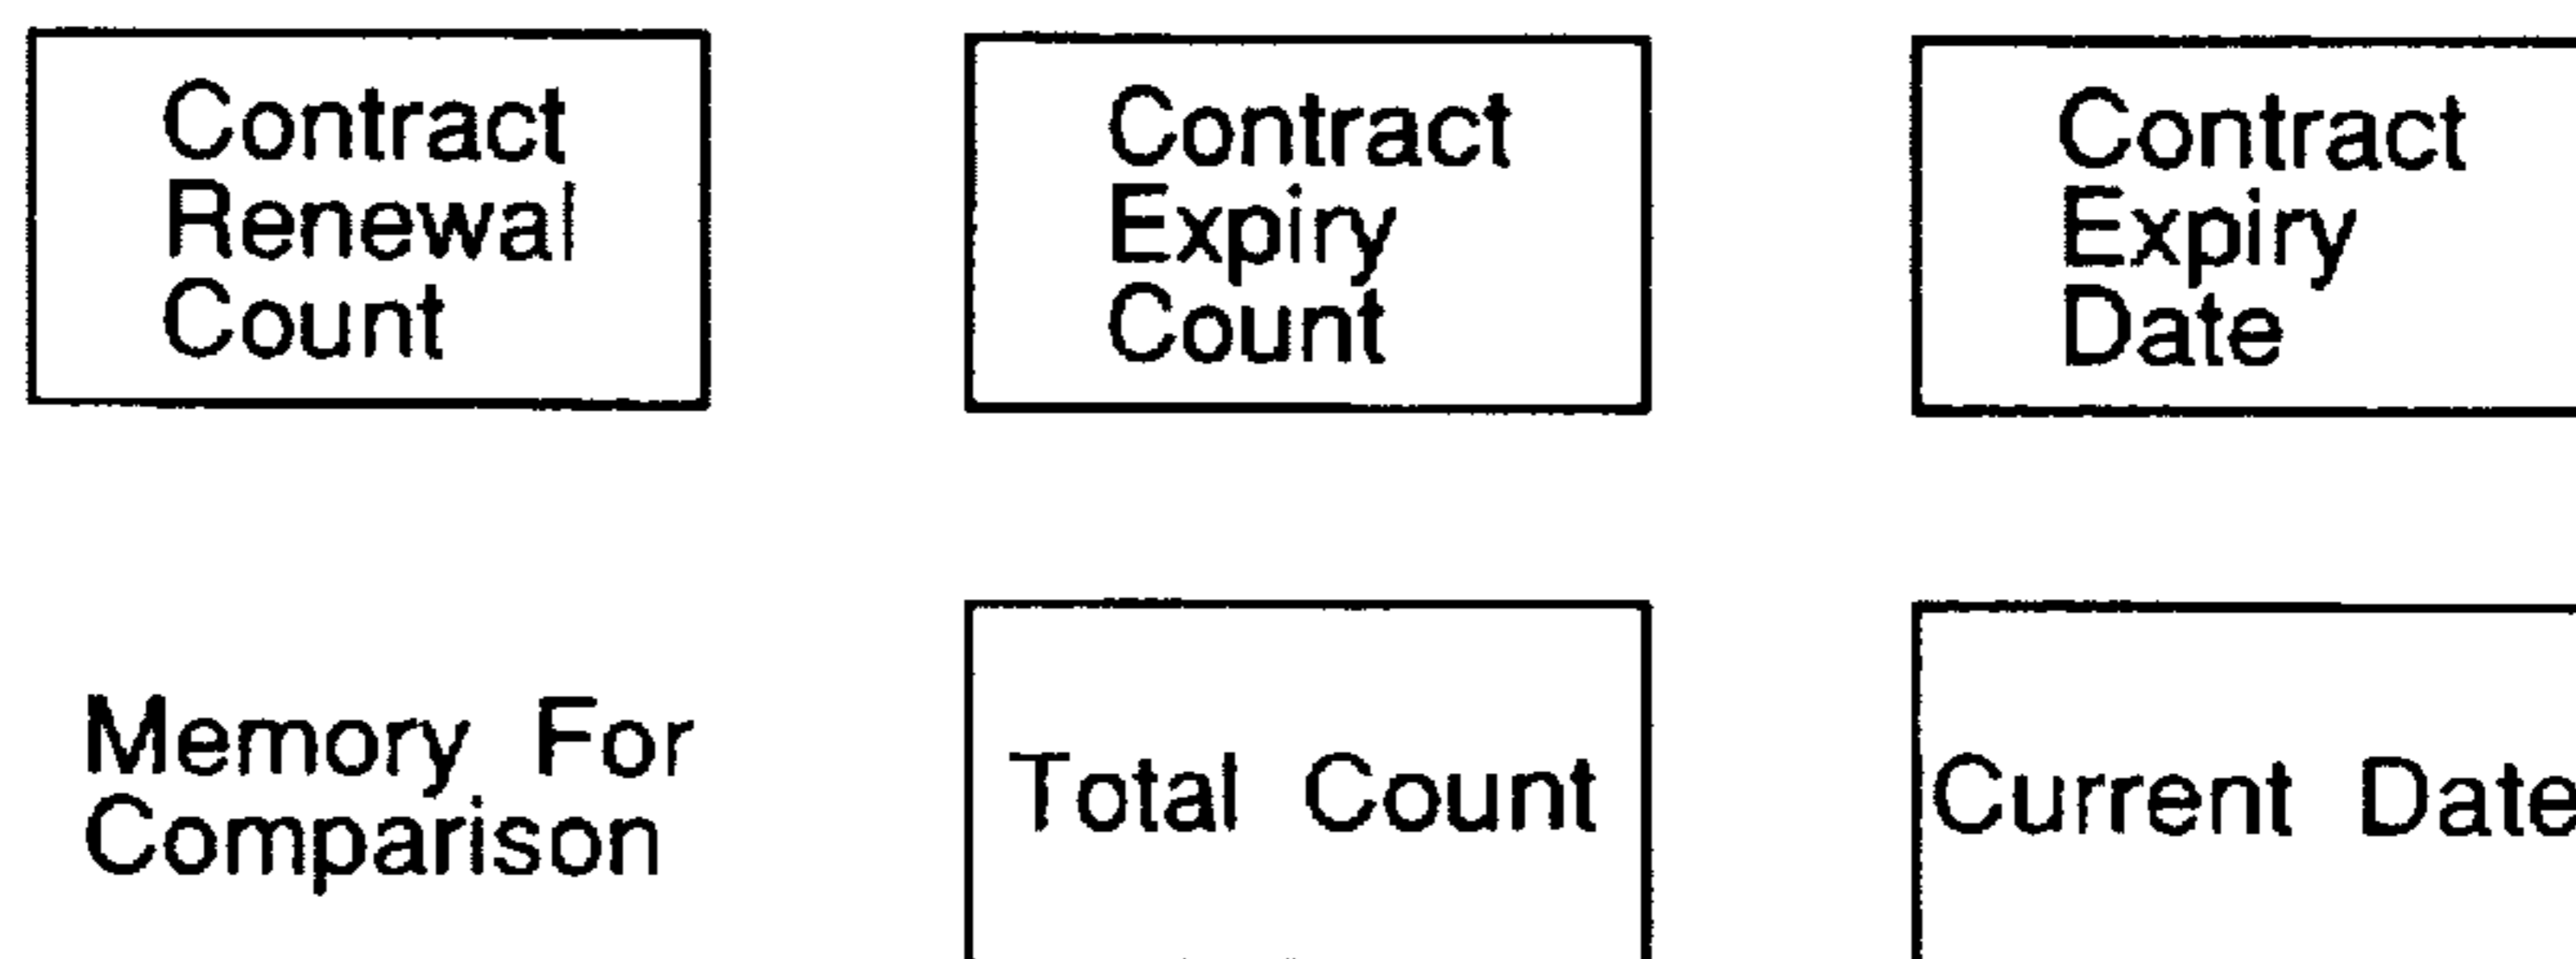 Contract
Renewal
Count
Contract
Expiry
Count
Contract
Expiry
Date
Memory For
Comparison
Total Count
Current Date